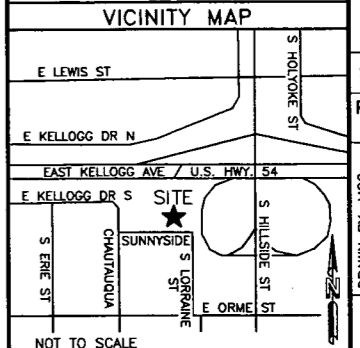 VICINITY MAP
E LEWIS ST
S HOLYOKE ST
E KELLOGG DR N
EAST KELLOGG AVE / U.S. HWY. 54
E KELLOGG DR S
SITE
S ERIE ST
CHAUTAUQUA
SUNNYSIDE
S LORRAINE ST
S HILLSIDE ST
E ORME ST
N
NOT TO SCALE